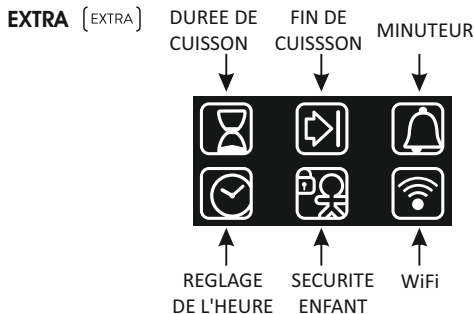 EXTRA [EXTRA]
DUREE DE
CUISSON
FIN DE
CUISSSON
MINUTEUR
REGLAGE
DE L'HEURE
SECURITE
ENFANT
WiFi